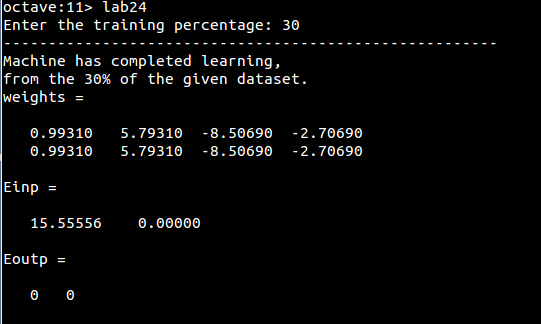 octave:11> lab24
Enter the training percentage: 30
-------------------------------------------------------
Machine has completed learning,
from the 30% of the given dataset.
weights =
0.99310 5.79310 -8.50690 -2.70690
0.99310 5.79310 -8.50690 -2.70690
Einp =
15.55556 0.00000
Eoutp =
0 0